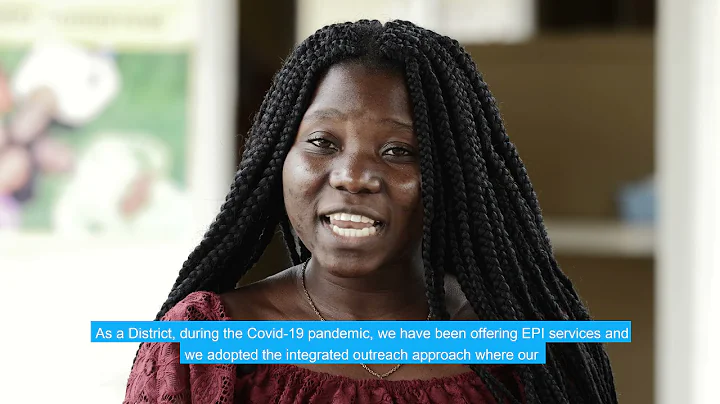 As a District, during the Covid-19 pandemic, we have been offering EPI services and
we adopted the integrated outreach approach where our